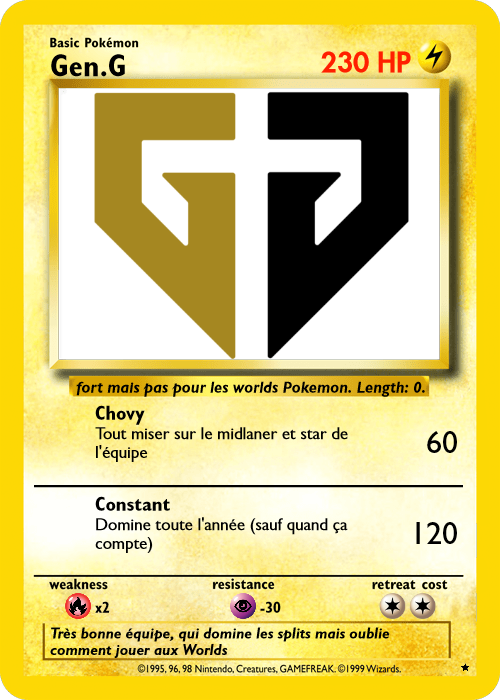 Basic Pokémon
Gen.G
230 HP
fort mais pas pour les worlds Pokemon. Length: 0.
Chovy
Tout miser sur le midlaner et star de
l'équipe
60
Constant
Domine toute l'année (sauf quand ça
compte)
120
weakness
resistance
retreat cost
x2
-30
Très bonne équipe, qui domine les splits mais oublie
comment jouer aux Worlds
©1995, 96, 98 Nintendo, Creatures, GAMEFREAK. ©1999 Wizards.